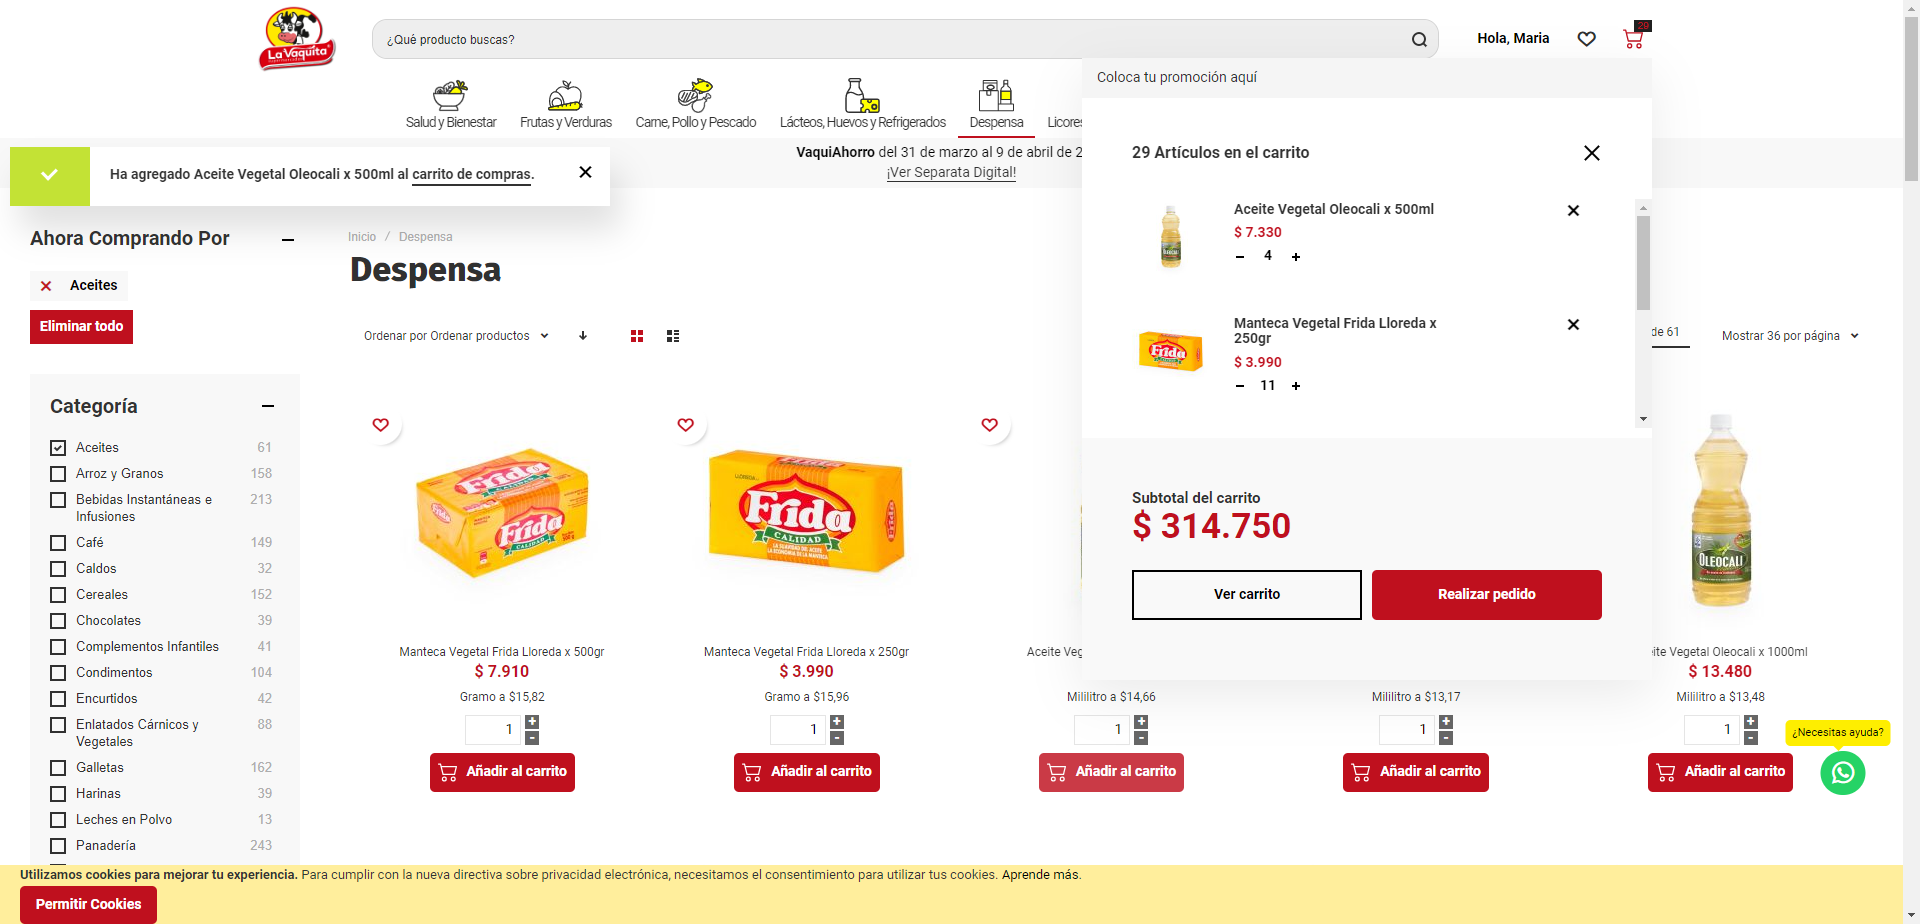 La Vaquita
¿Qué producto buscas?
Hola, Maria
29
Salud y Bienestar
Frutas y Verduras
Carne, Pollo y Pescado
Lácteos, Huevos y Refrigerados
Despensa
Licores
Coloca tu promoción aquí
VaquiAhorro del 31 de marzo al 9 de abril de 2
¡Ver Separata Digital!
Ha agregado Aceite Vegetal Oleocali x 500ml al carrito de compras.
29 Artículos en el carrito
Aceite Vegetal Oleocali x 500ml
$ 7.330
4
Manteca Vegetal Frida Lloreda x
250gr
$ 3.990
11
Subtotal del carrito
$ 314.750
Ver carrito
Realizar pedido
Ahora Comprando Por
Aceites
Eliminar todo
Inicio / Despensa
Despensa
Ordenar por Ordenar productos
de 61
Mostrar 36 por página
Categoría
Aceites 61
Arroz y Granos 158
Bebidas Instantáneas e
Infusiones 213
Café 149
Caldos 32
Cereales 152
Chocolates 39
Complementos Infantiles 41
Condimentos 104
Encurtidos 42
Enlatados Cárnicos y
Vegetales 88
Galletas 162
Harinas 39
Leches en Polvo 13
Panadería 243
Frida
Frida
CALIDAD
Frida
CALIDAD
OLEOCALI
Manteca Vegetal Frida Lloreda x 500gr
$ 7.910
Gramo a $15,82
1
Añadir al carrito
Manteca Vegetal Frida Lloreda x 250gr
$ 3.990
Gramo a $15,96
1
Añadir al carrito
Aceite Veg
Mililitro a $14,66
1
Añadir al carrito
Mililitro a $13,17
1
Añadir al carrito
ite Vegetal Oleocali x 1000ml
$ 13.480
Mililitro a $13,48
1
Añadir al carrito
¿Necesitas ayuda?
Utilizamos cookies para mejorar tu experiencia. Para cumplir con la nueva directiva sobre privacidad electrónica, necesitamos el consentimiento para utilizar tus cookies. Aprende más.
Permitir Cookies